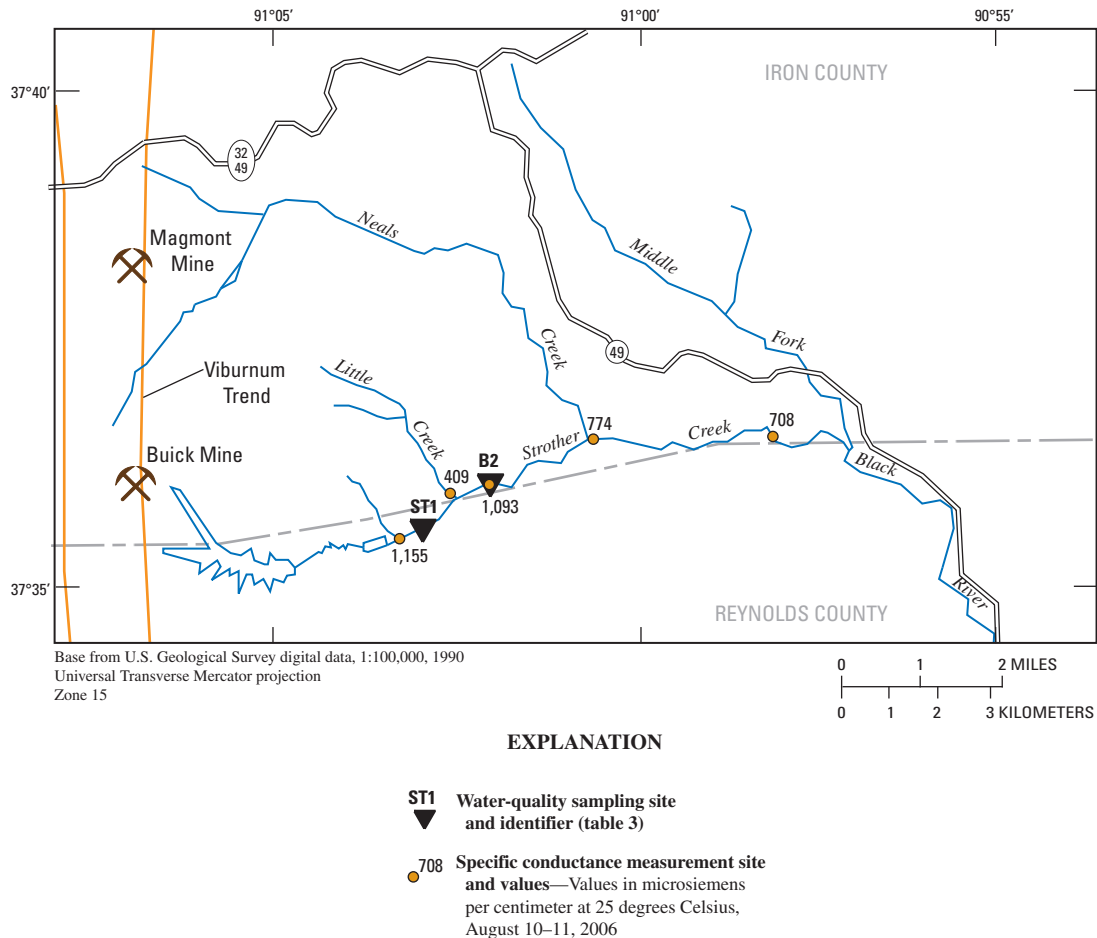 91°05’
91°00’
90°55’
IRON COUNTY
37°40’
32
49
Neals
Magmont
Mine
Middle
Creek
Fork
49
Viburnum
Trend
Little
Creek
774
Creek
708
Strother
Buick Mine
B2
409
Black
1,093
ST1
1,155
37°35’
River
REYNOLDS COUNTY
Base from U.S. Geological Survey digital data, 1:100,000, 1990
Universal Transverse Mercator projection
Zone 15
0 1 2 MILES
0 1 2 3 KILOMETERS
EXPLANATION
ST1 Water-quality sampling site
and identifier (table 3)
708 Specific conductance measurement site
and values—Values in microsiemens
per centimeter at 25 degrees Celsius,
August 10–11, 2006